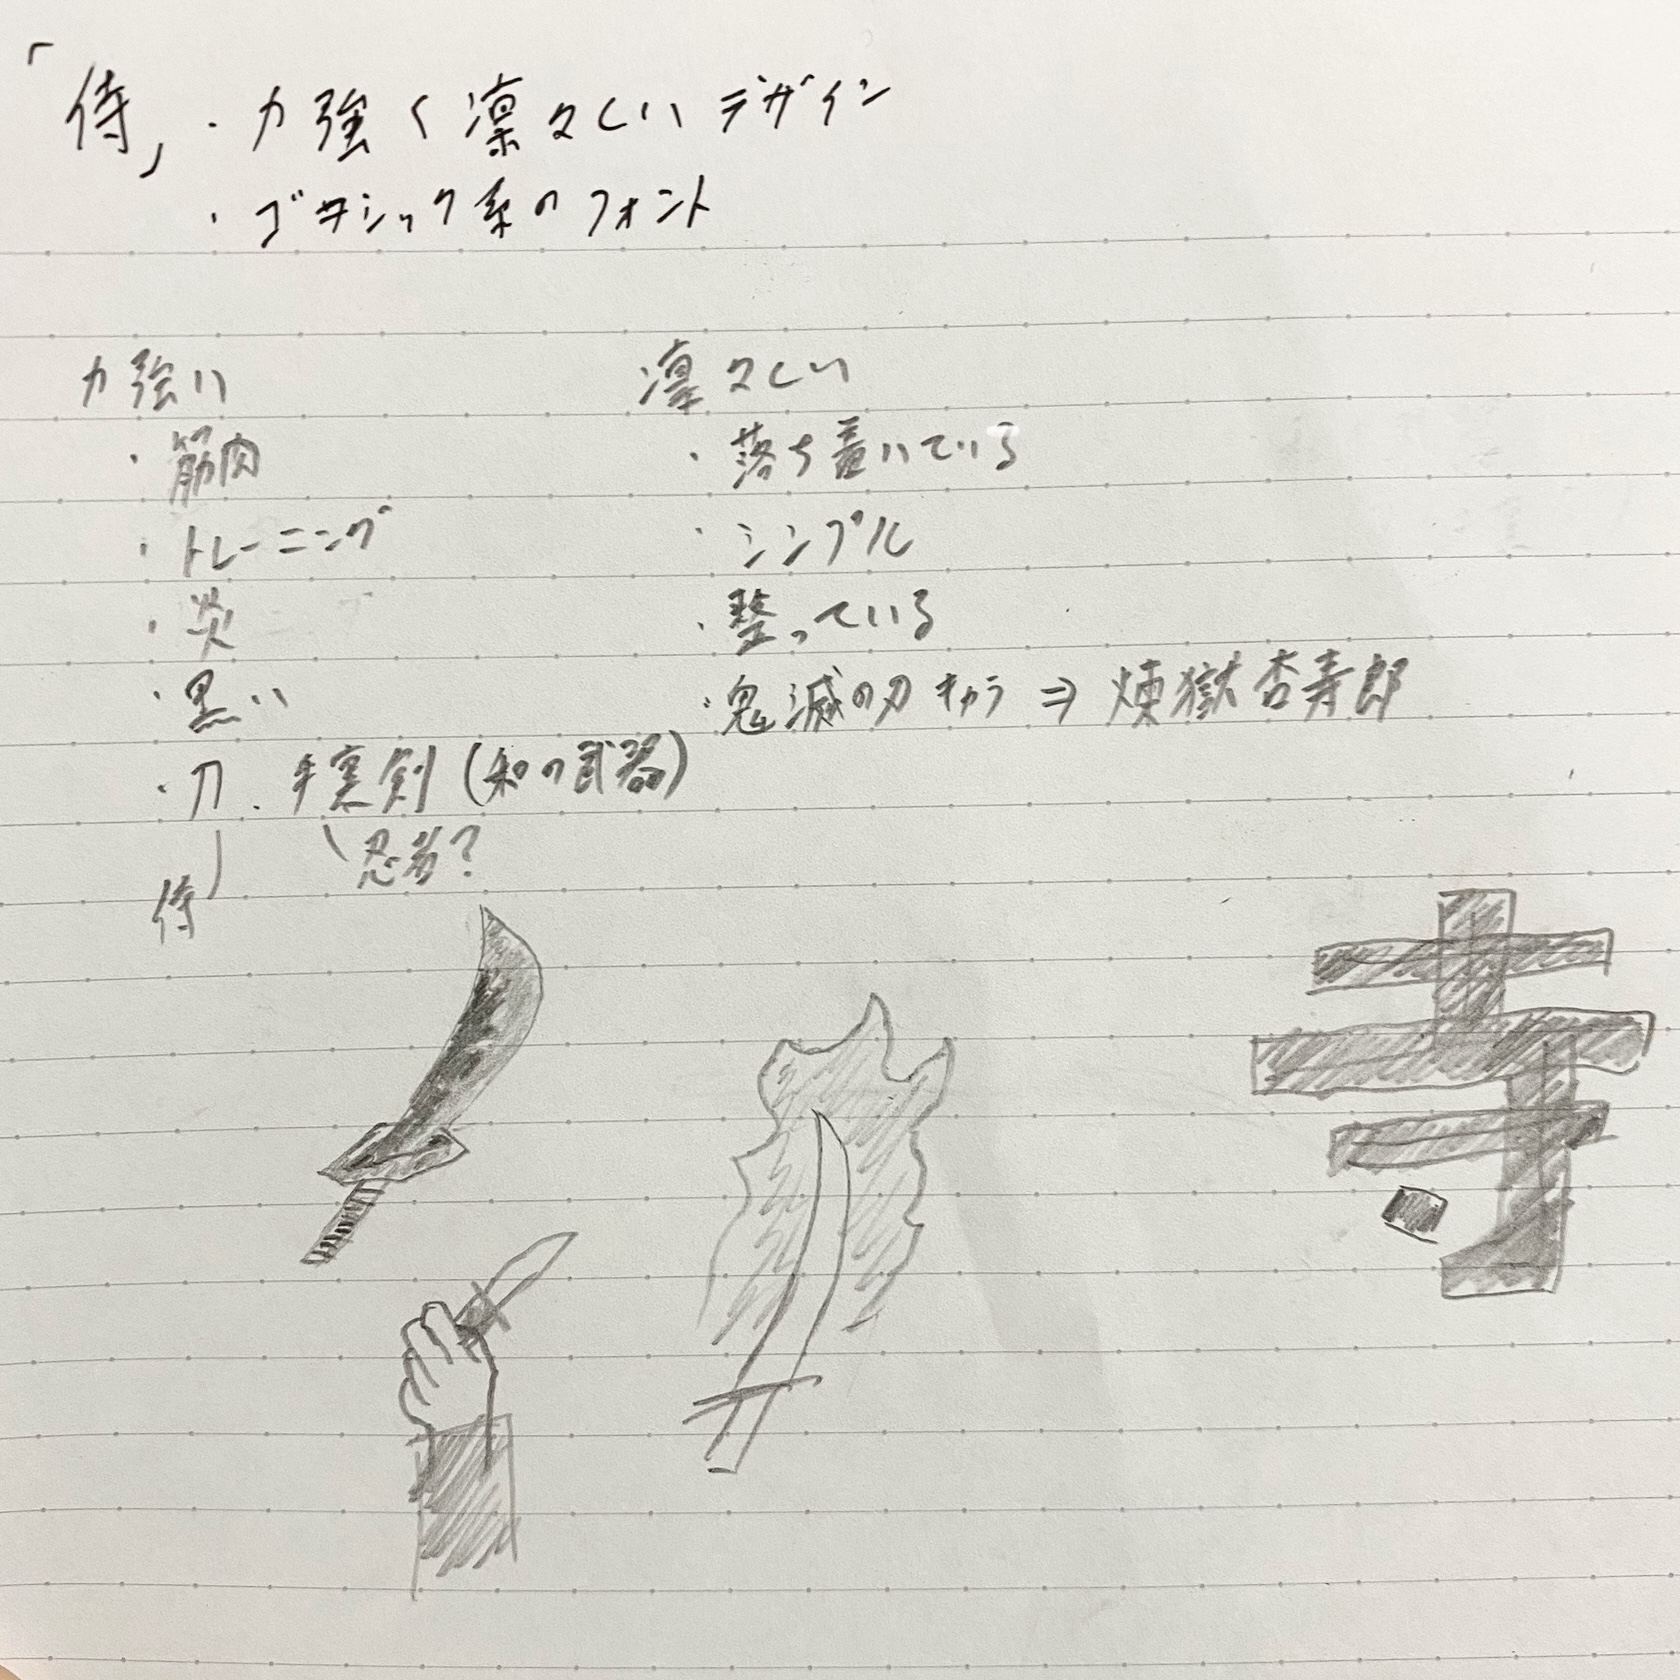 「侍」・力強く凛々しいデザイン
・ゴサシック系のフォント
力強い
・筋肉
・トレーニング
・炎
・黒い
・刀、手裏剣(和の武器)
侍
忍者?
凛々しい
・落ち着いている
・シンプル
・整っている
・鬼滅の刃キャラ⇒煉獄杏寿郎
寺